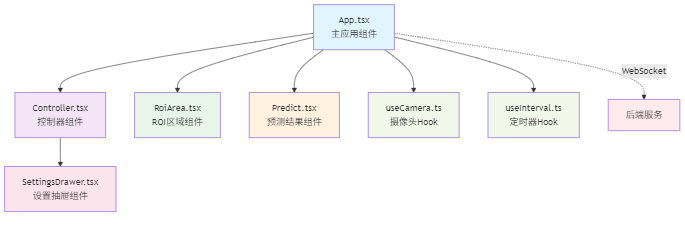 App.tsx
主应用组件
WebSocket
Controller.tsx
控制器组件
RoiArea.tsx
ROI区域组件
Predict.tsx
预测结果组件
useCamera.ts
摄像头Hook
useInterval.ts
定时器Hook
后端服务
SettingsDrawer.tsx
设置抽屉组件